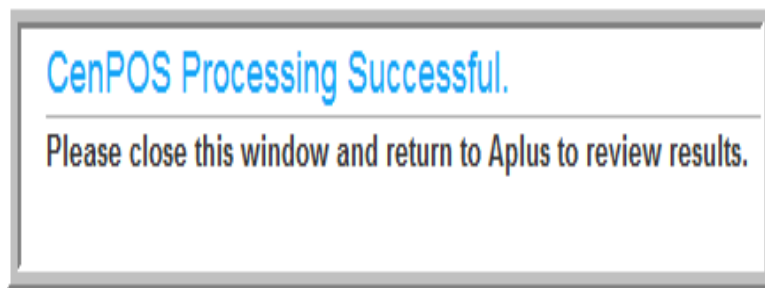 CenPOS Processing Successful.
Please close this window and return to Aplus to review results.